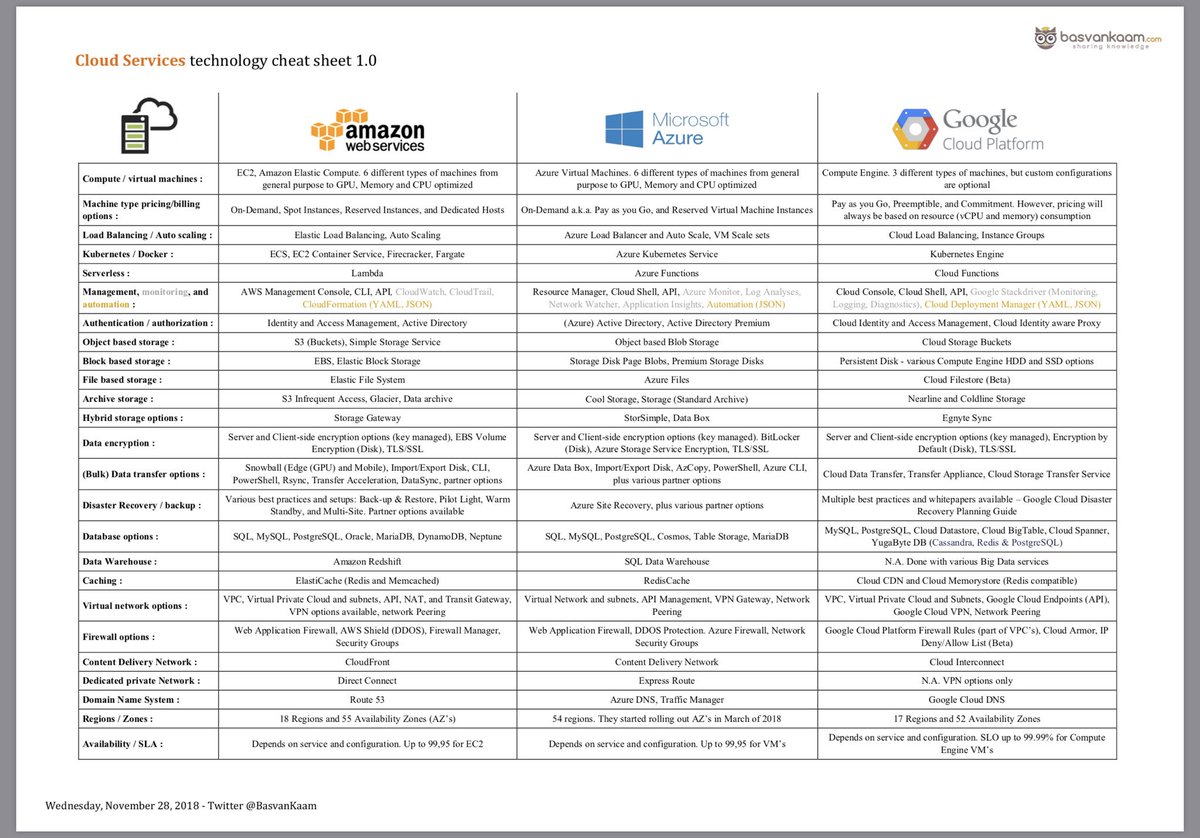 basvankaam.com
sharing knowledge
Cloud Services technology cheat sheet 1.0
amazon
web services
Microsoft
Azure
Google
Cloud Platform
Compute / virtual machines :
EC2, Amazon Elastic Compute. 6 different types of machines from
general purpose to GPU, Memory and CPU optimized
Azure Virtual Machines. 6 different types of machines from general
purpose to GPU, Memory and CPU optimized
Compute Engine. 3 different types of machines, but custom configurations
are optional
Machine type pricing/billing
options :
On-Demand, Spot Instances, Reserved Instances, and Dedicated Hosts
On-Demand a.k.a. Pay as you Go, and Reserved Virtual Machine Instances
Pay as you Go, Preemptible, and Commitment. However, pricing will
always be based on resource (vCPU and memory) consumption
Load Balancing / Auto scaling :
Elastic Load Balancing, Auto Scaling
Azure Load Balancer and Auto Scale, VM Scale sets
Cloud Load Balancing, Instance Groups
Kubernetes / Docker :
ECS, EC2 Container Service, Firecracker, Fargate
Azure Kubernetes Service
Kubernetes Engine
Serverless :
Lambda
Azure Functions
Cloud Functions
Management, monitoring, and
automation :
AWS Management Console, CLI, API, CloudWatch, CloudTrail,
CloudFormation (YAML, JSON)
Resource Manager, Cloud Shell, API, Azure Monitor, Log Analyses,
Network Watcher, Application Insights, Automation (JSON)
Cloud Console, Cloud Shell, API, Google Stackdriver (Monitoring,
Logging, Diagnostics), Cloud Deployment Manager (YAML, JSON)
Authentication / authorization :
Identity and Access Management, Active Directory
(Azure) Active Directory, Active Directory Premium
Cloud Identity and Access Management, Cloud Identity aware Proxy
Object based storage :
S3 (Buckets), Simple Storage Service
Object based Blob Storage
Cloud Storage Buckets
Block based storage :
EBS, Elastic Block Storage
Storage Disk Page Blobs, Premium Storage Disks
Persistent Disk - various Compute Engine HDD and SSD options
File based storage :
Elastic File System
Azure Files
Cloud Filestore (Beta)
Archive storage :
S3 Infrequent Access, Glacier, Data archive
Cool Storage, Storage (Standard Archive)
Nearline and Coldline Storage
Hybrid storage options :
Storage Gateway
StorSimple, Data Box
Egnyte Sync
Data encryption :
Server and Client-side encryption options (key managed), EBS Volume
Encryption (Disk), TLS/SSL
Server and Client-side encryption options (key managed). BitLocker
(Disk), Azure Storage Service Encryption, TLS/SSL
Server and Client-side encryption options (key managed), Encryption by
Default (Disk), TLS/SSL
(Bulk) Data transfer options :
Snowball (Edge (GPU) and Mobile), Import/Export Disk, CLI,
PowerShell, Rsync, Transfer Acceleration, DataSync, partner options
Azure Data Box, Import/Export Disk, AzCopy, PowerShell, Azure CLI,
plus various partner options
Cloud Data Transfer, Transfer Appliance, Cloud Storage Transfer Service
Disaster Recovery / backup :
Various best practices and setups: Back-up & Restore, Pilot Light, Warm
Standby, and Multi-Site. Partner options available
Azure Site Recovery, plus various partner options
Multiple best practices and whitepapers available – Google Cloud Disaster
Recovery Planning Guide
Database options :
SQL, MySQL, PostgreSQL, Oracle, MariaDB, DynamoDB, Neptune
SQL, MySQL, PostgreSQL, Cosmos, Table Storage, MariaDB
MySQL, PostgreSQL, Cloud Datastore, Cloud BigTable, Cloud Spanner,
YugaByte DB (Cassandra, Redis & PostgreSQL)
Data Warehouse :
Amazon Redshift
SQL Data Warehouse
N.A. Done with various Big Data services
Caching :
ElastiCache (Redis and Memcached)
RedisCache
Cloud CDN and Cloud Memorystore (Redis compatible)
Virtual network options :
VPC, Virtual Private Cloud and subnets, API, NAT, and Transit Gateway,
VPN options available, network Peering
Virtual Network and subnets, API Management, VPN Gateway, Network
Peering
VPC, Virtual Private Cloud and Subnets, Google Cloud Endpoints (API),
Google Cloud VPN, Network Peering
Firewall options :
Web Application Firewall, AWS Shield (DDOS), Firewall Manager,
Security Groups
Web Application Firewall, DDOS Protection. Azure Firewall, Network
Security Groups
Google Cloud Platform Firewall Rules (part of VPC's), Cloud Armor, IP
Deny/Allow List (Beta)
Content Delivery Network :
CloudFront
Content Delivery Network
Cloud Interconnect
Dedicated private Network :
Direct Connect
Express Route
N.A. VPN options only
Domain Name System :
Route 53
Azure DNS, Traffic Manager
Google Cloud DNS
Regions / Zones :
18 Regions and 55 Availability Zones (AZ's)
54 regions. They started rolling out AZ's in March of 2018
17 Regions and 52 Availability Zones
Availability / SLA :
Depends on service and configuration. Up to 99,95 for EC2
Depends on service and configuration. Up to 99,95 for VM's
Depends on service and configuration. SLO up to 99.99% for Compute
Engine VM's
Wednesday, November 28, 2018 - Twitter @BasvanKaam